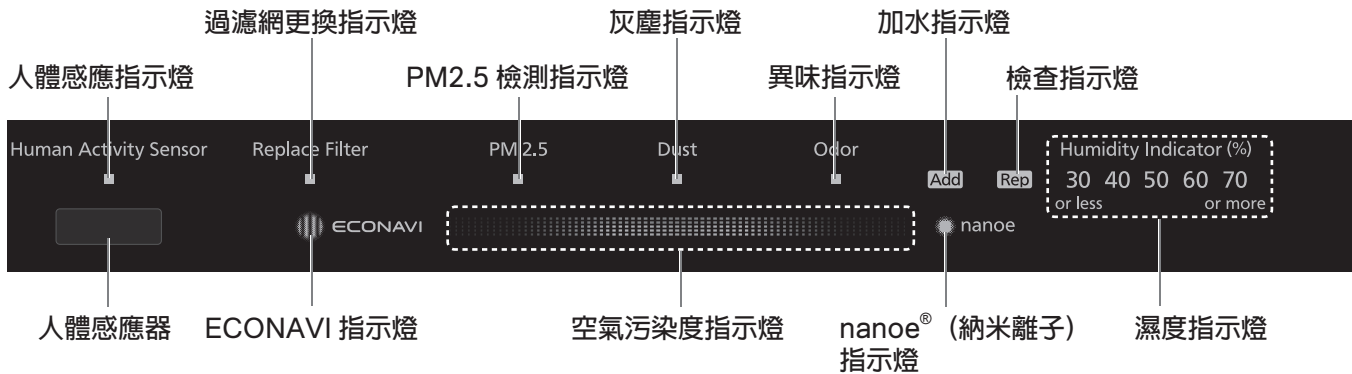 過濾網更換指示燈
灰塵指示燈
加水指示燈
人體感應指示燈
PM2.5 檢測指示燈
異味指示燈
檢查指示燈
Human Activity Sensor
Replace Filter
PM2.5
Dust
Odor
Humidity Indicator (%)
Add
Rep
30 40 50 60 70
or less
or more
ECONAVI
nanoe
人體感應器
ECONAVI 指示燈
空氣污染度指示燈
nanoe®（納米離子）
指示燈
濕度指示燈